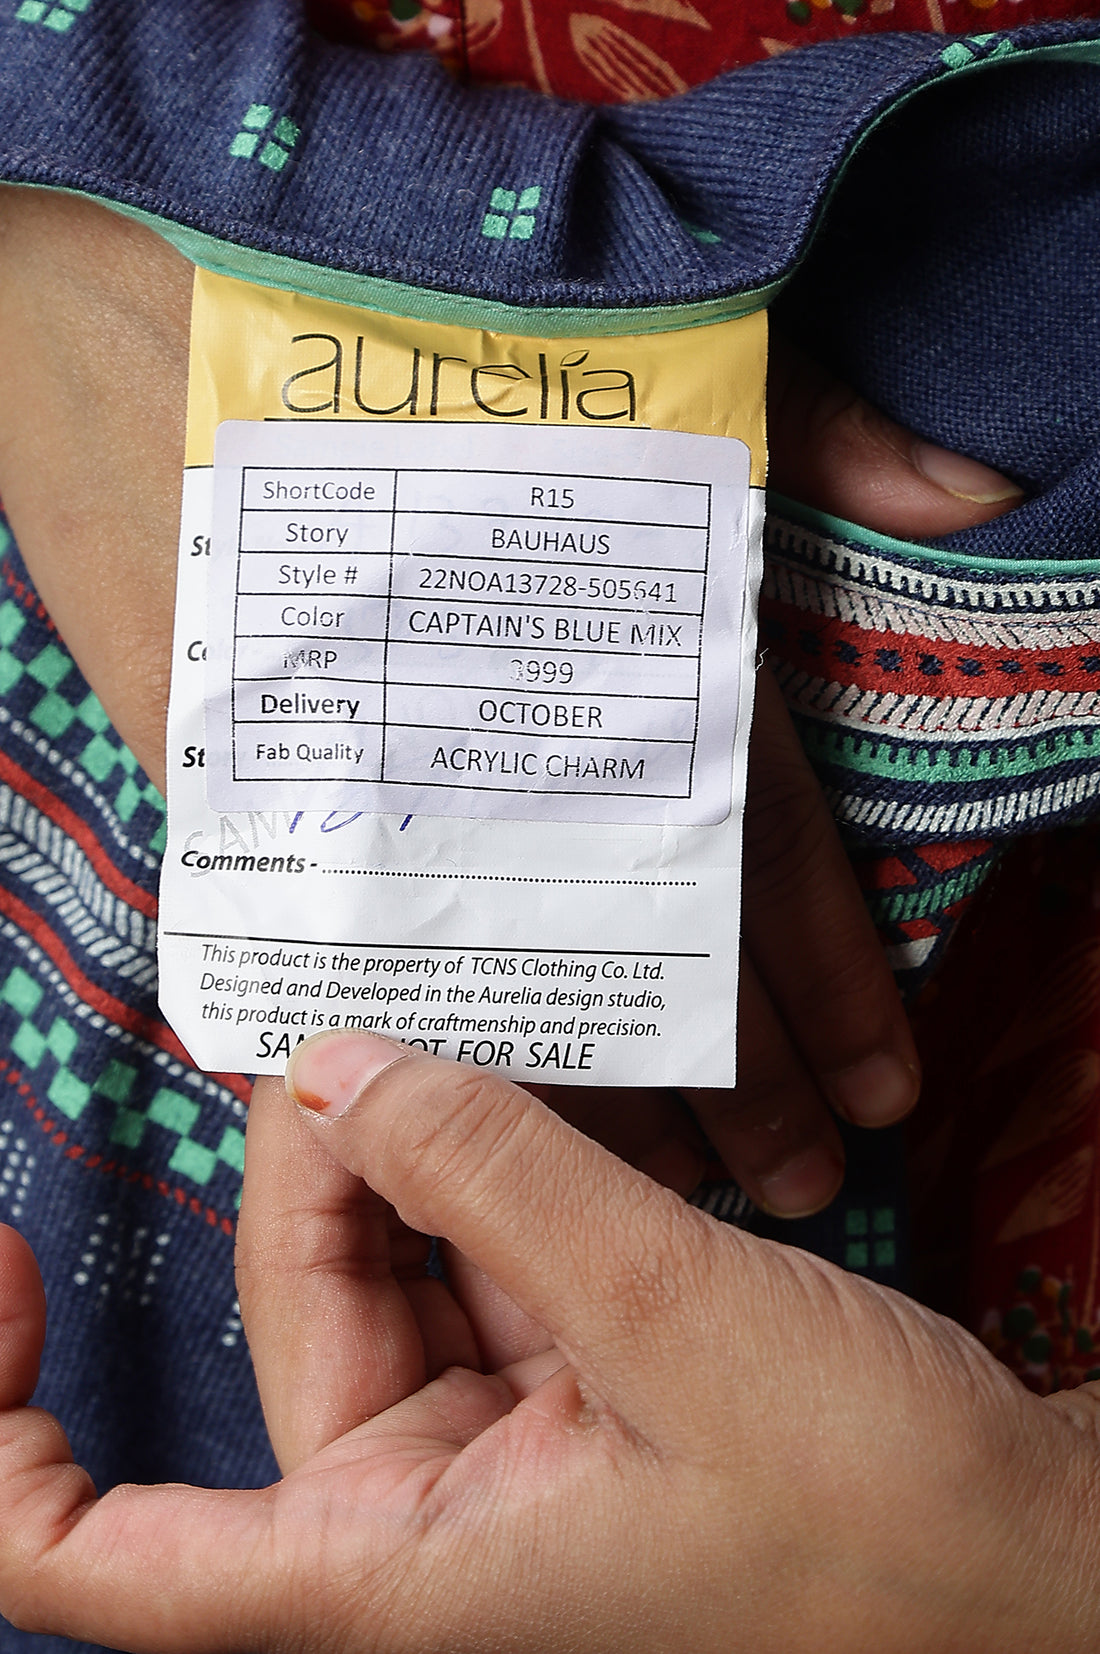 aurelia
ShortCode R15
Story BAUHAUS
Style # 22NOA13728-505641
Color CAPTAIN'S BLUE MIX
MRP 3999
Delivery OCTOBER
Fab Quality ACRYLIC CHARM
Comments -
This product is the property of TCNS Clothing Co. Ltd.
Designed and Developed in the Aurelia design studio,
this product is a mark of craftmenship and precision.
FOR SALE